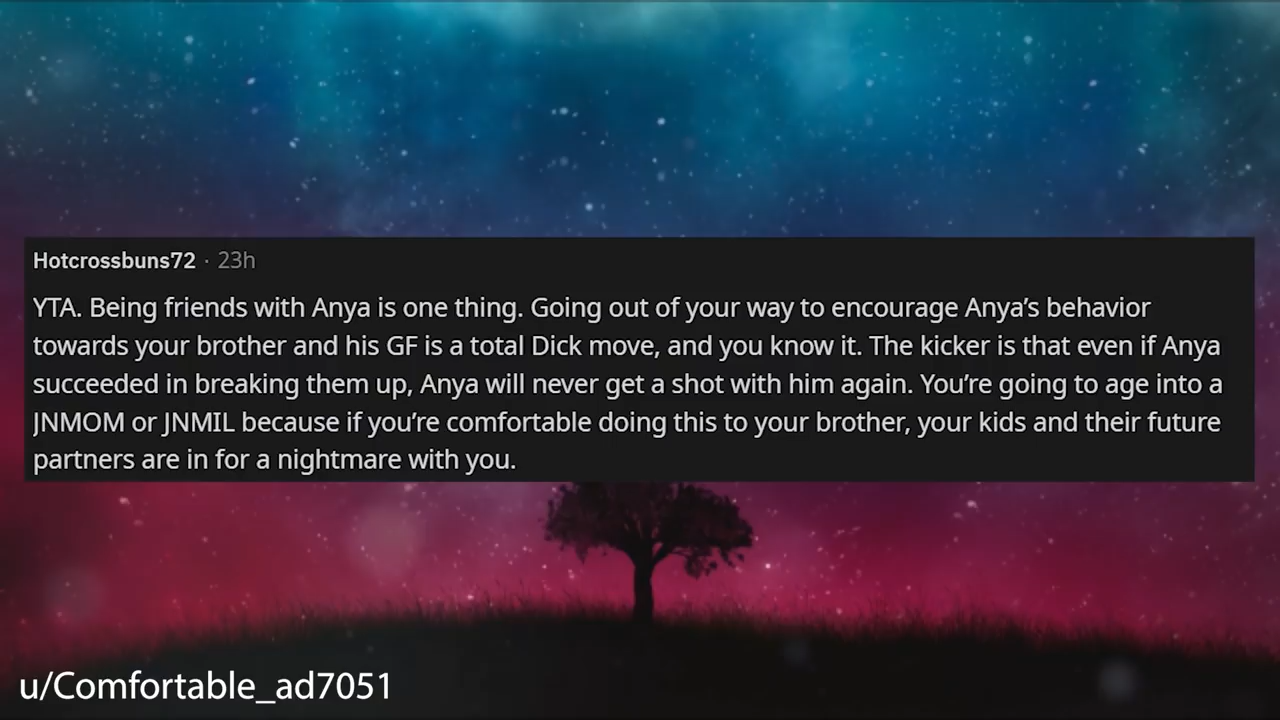 Hotcrossbuns72 · 23h
YTA. Being friends with Anya is one thing. Going out of your way to encourage Anya’s behavior
towards your brother and his GF is a total Dick move, and you know it. The kicker is that even if Anya
succeeded in breaking them up, Anya will never get a shot with him again. You’re going to age into a
JNMOM or JNMIL because if you’re comfortable doing this to your brother, your kids and their future
partners are in for a nightmare with you.
u/Comfortable_ad7051